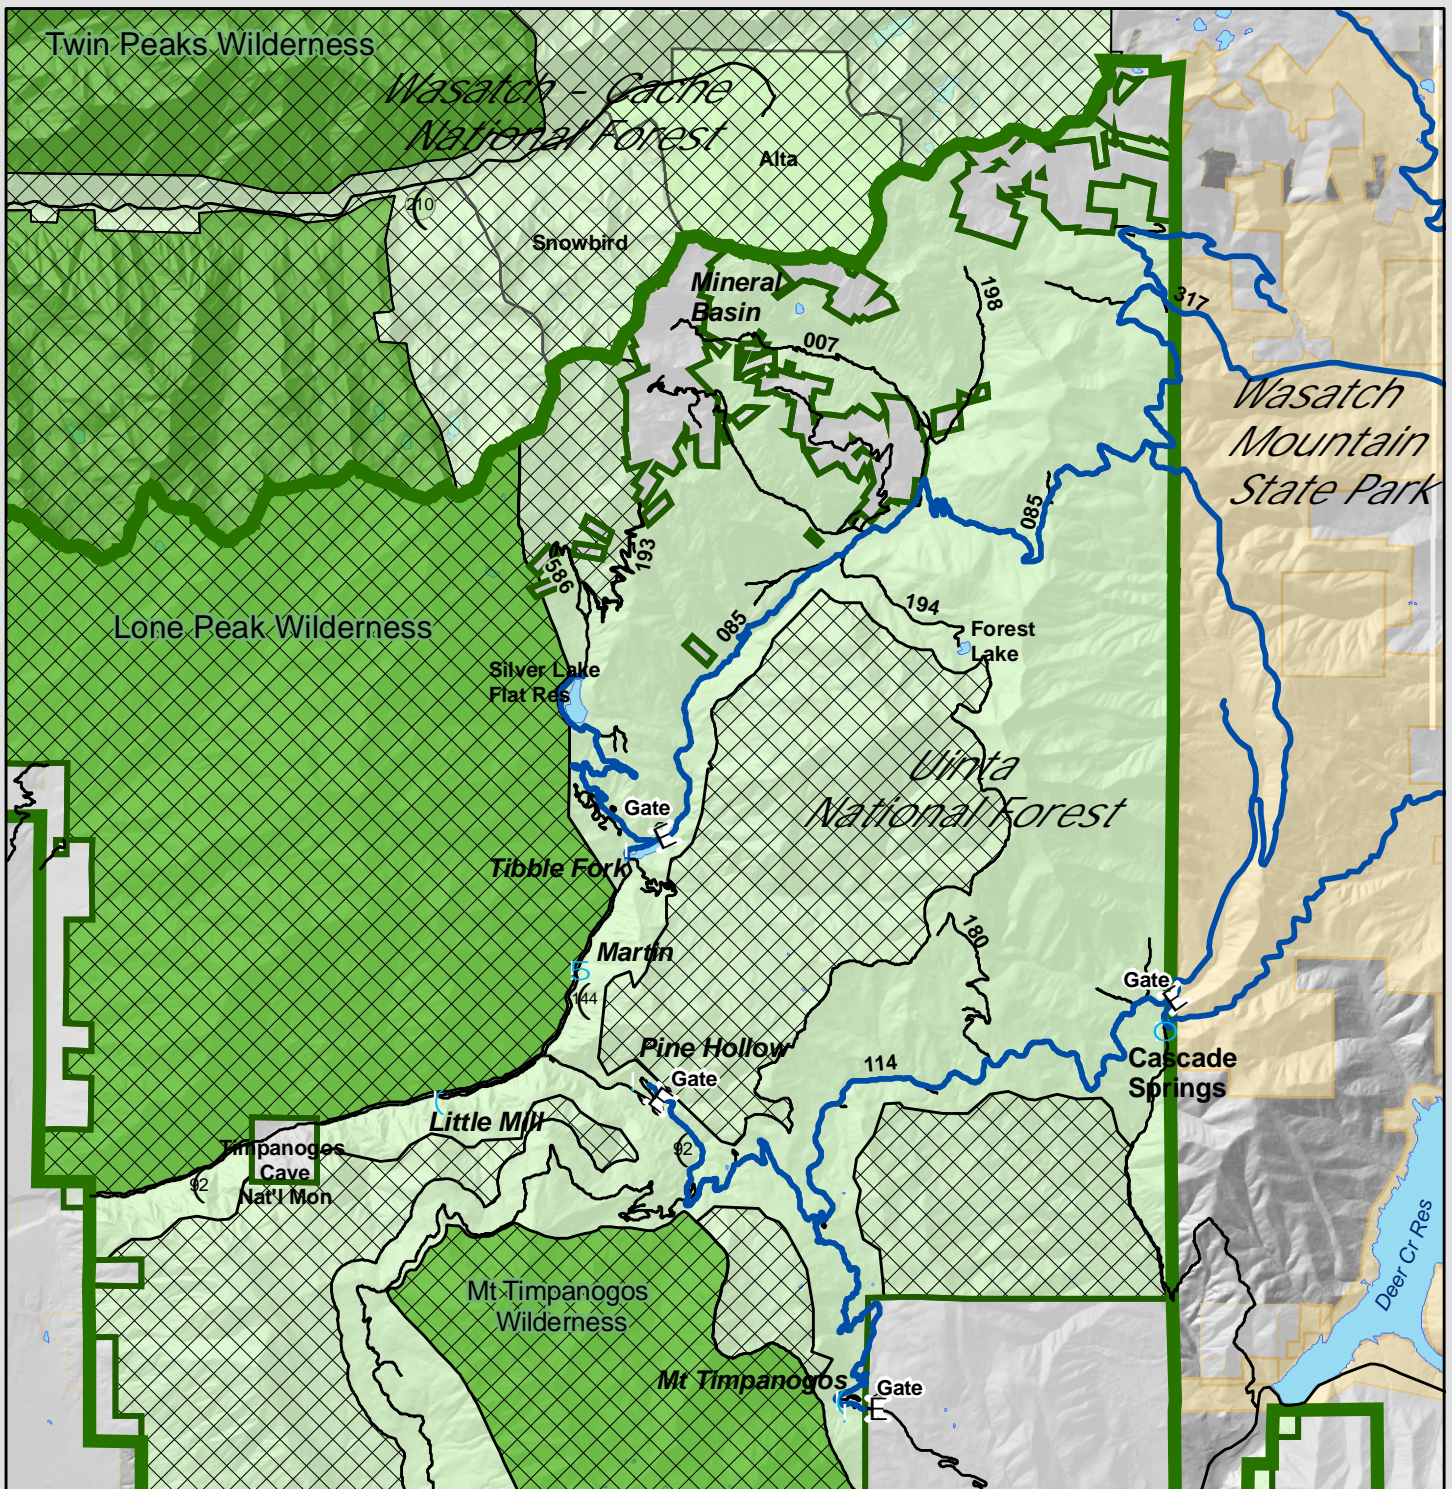 Twin Peaks Wilderness
Wasatch - Cache
National Forest
Alta
210
Snowbird
Mineral
Basin
198
317
007
Wasatch
Mountain
State Park
085
193
586
194
085
Lone Peak Wilderness
Forest
Lake
Silver Lake
Flat Res
Uinta
National Forest
Gate
E
Tibble Fork
180
Martin
5
144
Gate
E
Pine Hollow
Gate
E
114
Cascade
Springs
(
Little Mill
Timpanogos
Cave
Nat'l Mon
92
92
Deer Cr Res
Mt Timpanogos
Wilderness
Mt Timpanogos
Gate
E